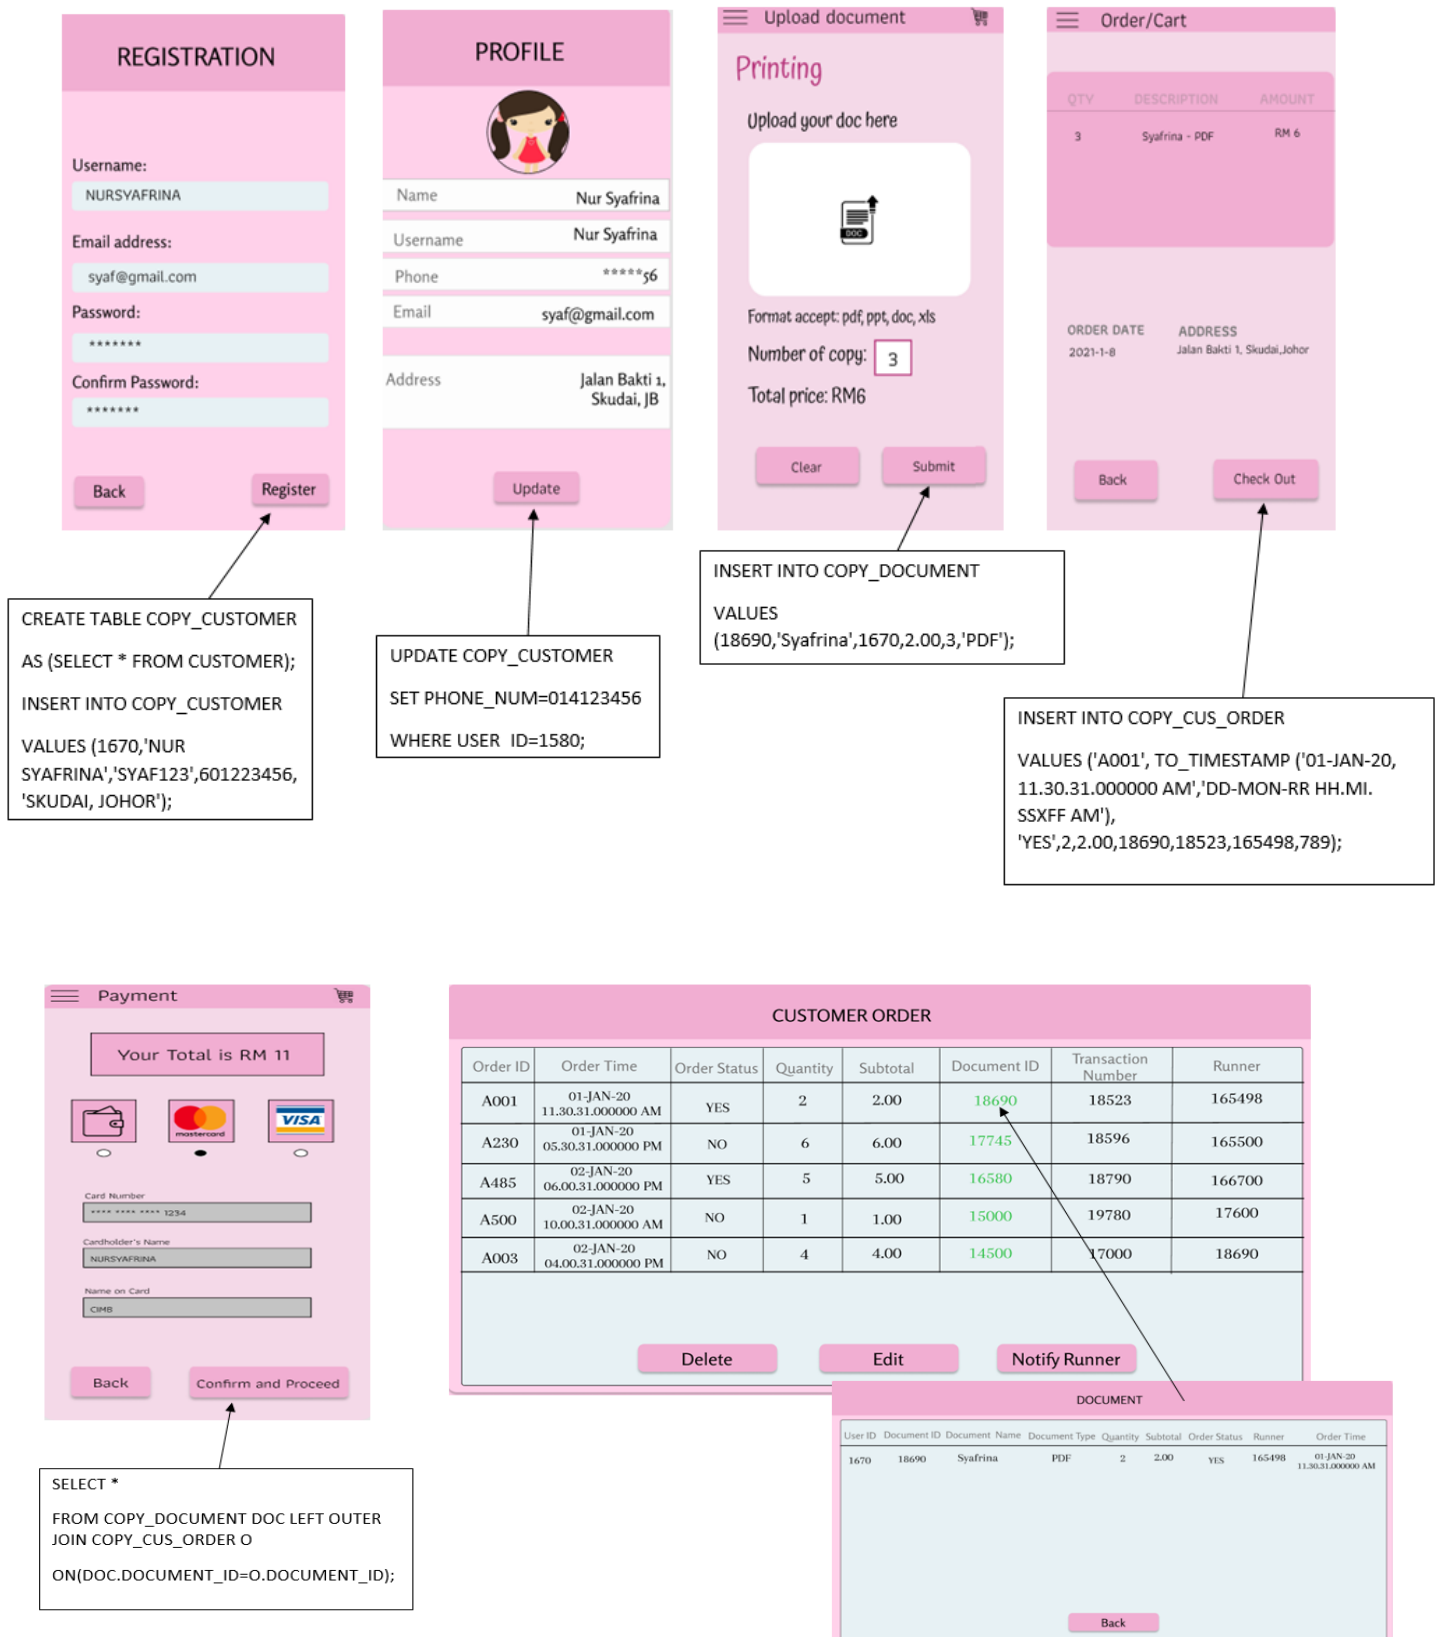 REGISTRATION
Username:
NURSYAFRINA
Email address:
syaf@gmail.com
Password:
*******
Confirm Password:
*******
Back
Register
CREATE TABLE COPY_CUSTOMER
AS (SELECT * FROM CUSTOMER);
INSERT INTO COPY_CUSTOMER
VALUES (1670,'NUR
SYAFRINA','SYAF123',601223456,
'SKUDAI, JOHOR');
PROFILE
Name Nur Syafrina
Username Nur Syafrina
Phone *****56
Email syaf@gmail.com
Address Jalan Bakti 1,
Skudai, JB
Update
UPDATE COPY_CUSTOMER
SET PHONE_NUM=014123456
WHERE USER_ID=1580;
Upload document
Printing
Upload your doc here
DOC
Format accept: pdf, ppt, doc, xls
Number of copy: 3
Total price: RM6
Clear
Submit
INSERT INTO COPY_DOCUMENT
VALUES
(18690,'Syafrina',1670,2.00,3,'PDF');
Order/Cart
QTY DESCRIPTION AMOUNT
3 Syafrina - PDF RM 6
ORDER DATE ADDRESS
2021-1-8 Jalan Bakti 1, Skudai,Johor
Back
Check Out
INSERT INTO COPY_CUS_ORDER
VALUES ('A001', TO_TIMESTAMP ('01-JAN-20,
11.30.31.000000 AM','DD-MON-RR HH.MI.
SSXFF AM'),
'YES',2,2.00,18690,18523,165498,789);
Payment
Your Total is RM 11
mastercard
VISA
Card Number
**** **** **** 1234
Cardholder's Name
NURSYAFRINA
Name on Card
CIMB
Back
Confirm and Proceed
SELECT *
FROM COPY_DOCUMENT DOC LEFT OUTER
JOIN COPY_CUS_ORDER O
ON(DOC.DOCUMENT_ID=O.DOCUMENT_ID);
CUSTOMER ORDER
Order ID Order Time Order Status Quantity Subtotal Document ID Transaction Number Runner
A001 01-JAN-20 11.30.31.000000 AM YES 2 2.00 18690 18523 165498
A230 01-JAN-20 05.30.31.000000 PM NO 6 6.00 17745 18596 165500
A485 02-JAN-20 06.00.31.000000 PM YES 5 5.00 16580 18790 166700
A500 02-JAN-20 10.00.31.000000 AM NO 1 1.00 15000 19780 17600
A003 02-JAN-20 04.00.31.000000 PM NO 4 4.00 14500 17000 18690
Delete
Edit
Notify Runner
DOCUMENT
User ID Document ID Document Name Document Type Quantity Subtotal Order Status Runner Order Time
1670 18690 Syafrina PDF 2 2.00 YES 165498 01-JAN-20 11.30.31.000000 AM
Back